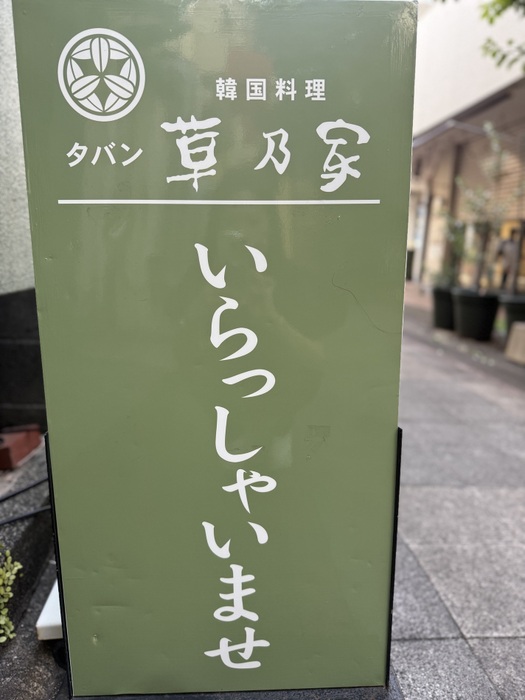 韓国料理
タバン 草乃家
いらっしゃいませ